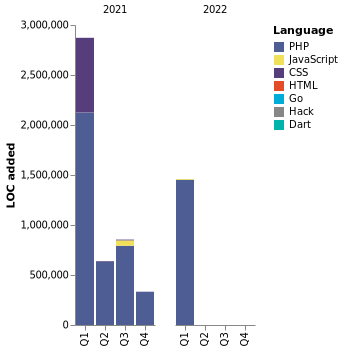 2021
2022
3,000,000
2,500,000
2,000,000
1,500,000
1,000,000
500,000
0
LOC added
Q1
Q2
Q3
Q4
Q1
Q2
Q3
Q4
Language
PHP
JavaScript
CSS
HTML
Go
Hack
Dart